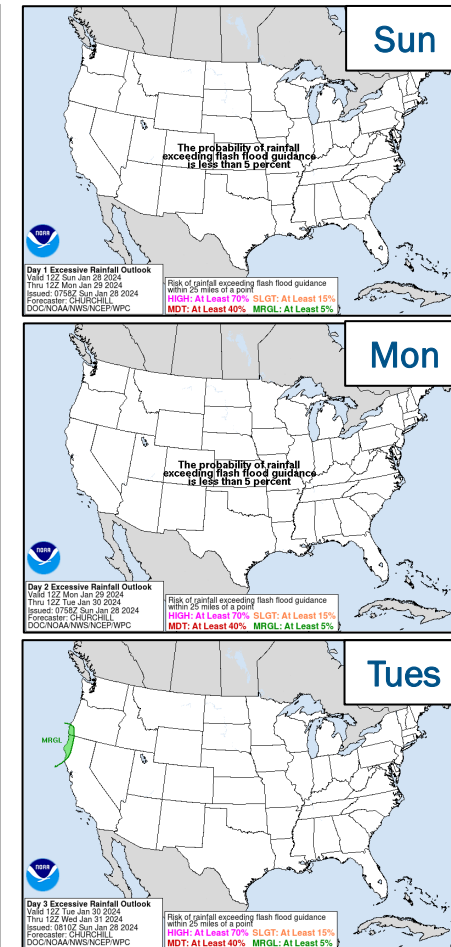 Sun
The probability of rainfall
exceeding flash flood guidance
is less than 5 percent
NOAA
Day 1 Excessive Rainfall Outlook
Valid 12Z Sun Jan 28 2024
Thru 12Z Mon Jan 29 2024
Issued: 0758Z Sun Jan 28 2024
Forecaster: CHURCHILL
DOC/NOAA/NWS/NCEP/WPC
Risk of rainfall exceeding flash flood guidance
within 25 miles of a point
HIGH: At Least 70% SLGT: At Least 15%
MDT: At Least 40% MRGL: At Least 5%
Mon
The probability of rainfall
exceeding flash flood guidance
is less than 5 percent
NOAA
Day 2 Excessive Rainfall Outlook
Valid 12Z Mon Jan 29 2024
Thru 12Z Tue Jan 30 2024
Issued: 0758Z Sun Jan 28 2024
Forecaster: CHURCHILL
DOC/NOAA/NWS/NCEP/WPC
Risk of rainfall exceeding flash flood guidance
within 25 miles of a point
HIGH: At Least 70% SLGT: At Least 15%
MDT: At Least 40% MRGL: At Least 5%
Tues
MRGL
NOAA
Day 3 Excessive Rainfall Outlook
Valid 12Z Tue Jan 30 2024
Thru 12Z Wed Jan 31 2024
Issued: 0810Z Sun Jan 28 2024
Forecaster: CHURCHILL
DOC/NOAA/NWS/NCEP/WPC
Risk of rainfall exceeding flash flood guidance
within 25 miles of a point
HIGH: At Least 70% SLGT: At Least 15%
MDT: At Least 40% MRGL: At Least 5%